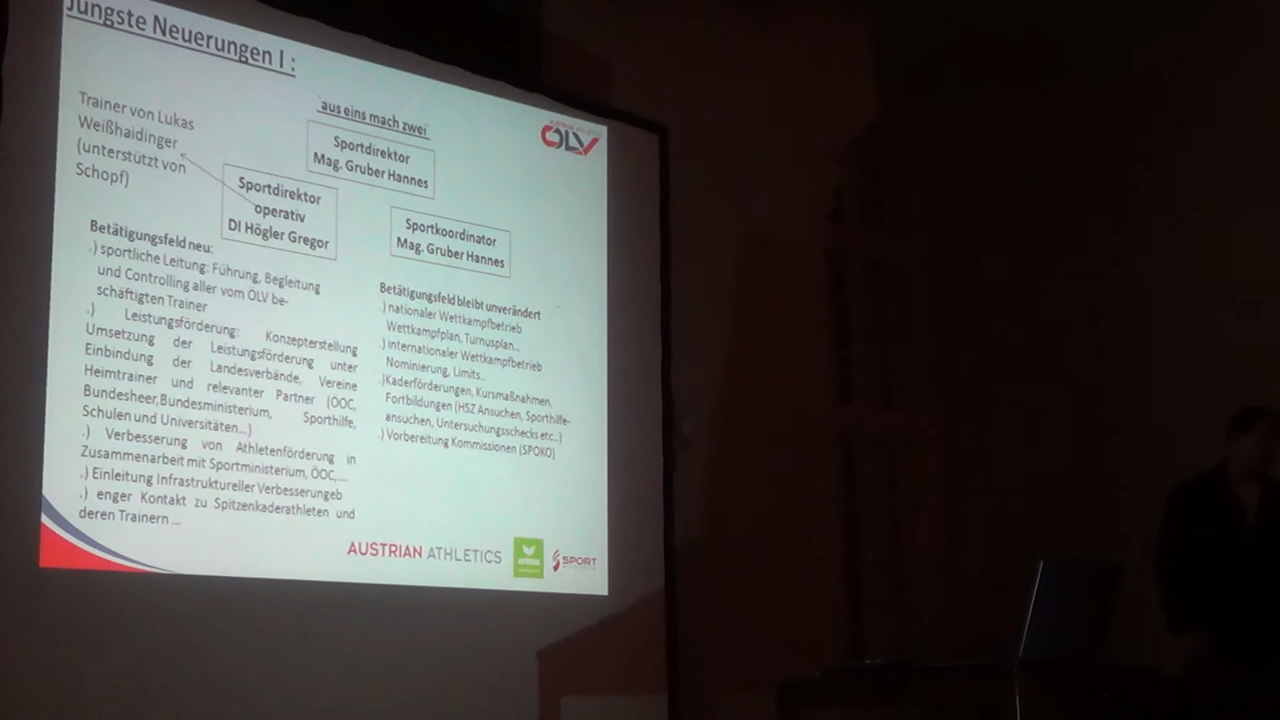 Jüngste Neuerungen I :
„aus eins mach zwei“
AUSTRIAN ATHLETICS
ÖLV
Trainer von Lukas
Weißhaidinger
(unterstützt von
Schopf)
Sportdirektor
Mag. Gruber Hannes
Sportdirektor
operativ
DI Högler Gregor
Sportkoordinator
Mag. Gruber Hannes
Betätigungsfeld neu:
.) sportliche Leitung: Führung, Begleitung
und Controlling aller vom ÖLV be-
schäftigten Trainer
.) Leistungsförderung: Konzepterstellung
Umsetzung der Leistungsförderung unter
Einbindung der Landesverbände, Vereine
Heimtrainer und relevanter Partner (ÖOC,
Bundesheer,Bundesministerium, Sporthilfe,
Schulen und Universitäten...)
.) Verbesserung von Athletenförderung in
Zusammenarbeit mit Sportministerium, ÖOC, ...
.) Einleitung Infrastruktureller Verbesserungeb
.) enger Kontakt zu Spitzenkaderathleten und
deren Trainern ...
Betätigungsfeld bleibt unverändert
.) nationaler Wettkampfbetrieb
Wettkampfplan, Turnusplan...
.) internationaler Wettkampfbetrieb
Nominierung, Limits...
.)Kaderförderungen, Kursmaßnahmen,
Fortbildungen (HSZ Ansuchen, Sporthilfe-
ansuchen, Untersuchungsschecks etc...)
.) Vorbereitung Kommissionen (SPOKO)
AUSTRIAN ATHLETICS
erima
SPORT